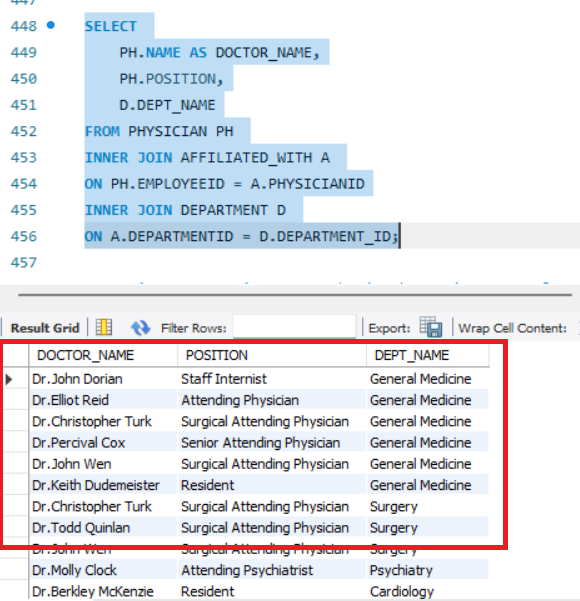 447
448 SELECT
449 PH.NAME AS DOCTOR_NAME,
450 PH.POSITION,
451 D.DEPT_NAME
452 FROM PHYSICIAN PH
453 INNER JOIN AFFILIATED_WITH A
454 ON PH.EMPLOYEEID = A.PHYSICIANID
455 INNER JOIN DEPARTMENT D
456 ON A.DEPARTMENTID = D.DEPARTMENT_ID;
457
Result Grid Filter Rows: Export: Wrap Cell Content:
DOCTOR_NAME POSITION DEPT_NAME
Dr.John Dorian Staff Internist General Medicine
Dr.Elliot Reid Attending Physician General Medicine
Dr.Christopher Turk Surgical Attending Physician General Medicine
Dr.Percival Cox Senior Attending Physician General Medicine
Dr.John Wen Surgical Attending Physician General Medicine
Dr.Keith Dudemeister Resident General Medicine
Dr.Christopher Turk Surgical Attending Physician Surgery
Dr.Todd Quinlan Surgical Attending Physician Surgery
Dr.John Wen Surgical Attending Physician Surgery
Dr.Molly Clock Attending Psychiatrist Psychiatry
Dr.Berkley McKenzie Resident Cardiology